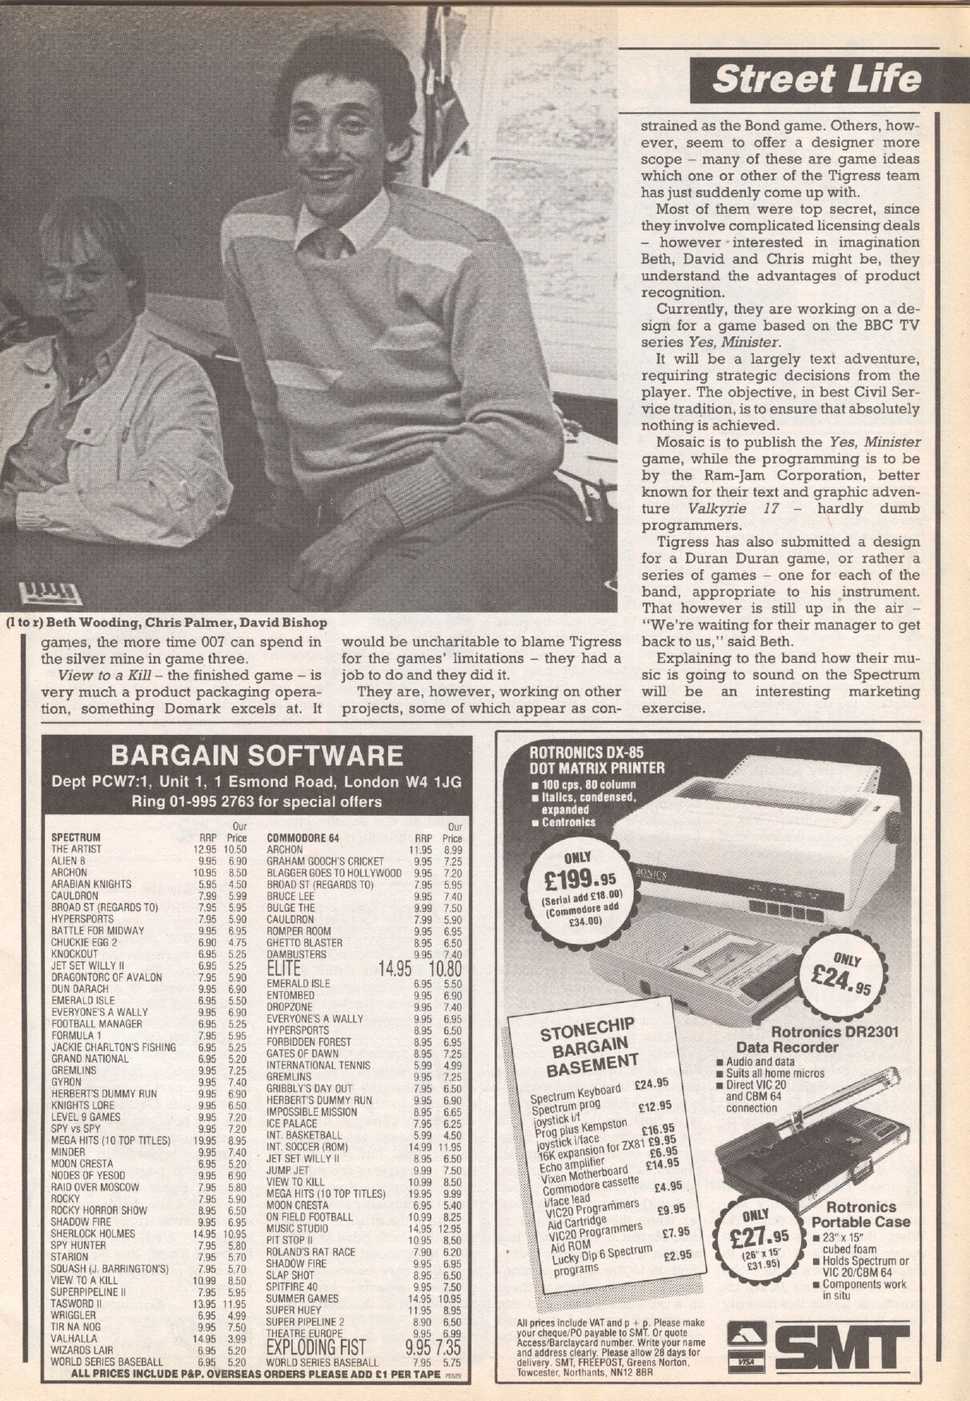 Street Life
(l to r) Beth Wooding, Chris Palmer, David Bishop
games, the more time 007 can spend in
the silver mine in game three.
View to a Kill – the finished game – is
very much a product packaging opera-
tion, something Domark excels at. It
would be uncharitable to blame Tigress
for the games' limitations – they had a
job to do and they did it.
They are, however, working on other
projects, some of which appear as con-
strained as the Bond game. Others, how-
ever, seem to offer a designer more
scope – many of these are game ideas
which one or other of the Tigress team
has just suddenly come up with.
Most of them were top secret, since
they involve complicated licensing deals
– however interested in imagination
Beth, David and Chris might be, they
understand the advantages of product
recognition.
Currently, they are working on a de-
sign for a game based on the BBC TV
series Yes, Minister.
It will be a largely text adventure,
requiring strategic decisions from the
player. The objective, in best Civil Ser-
vice tradition, is to ensure that absolutely
nothing is achieved.
Mosaic is to publish the Yes, Minister
game, while the programming is to be
by the Ram-Jam Corporation, better
known for their text and graphic adven-
ture Valkyrie 17 – hardly dumb
programmers.
Tigress has also submitted a design
for a Duran Duran game, or rather a
series of games – one for each of the
band, appropriate to his instrument.
That however is still up in the air –
"We're waiting for their manager to get
back to us," said Beth.
Explaining to the band how their mu-
sic is going to sound on the Spectrum
will be an interesting marketing
exercise.
BARGAIN SOFTWARE
Dept PCW7:1, Unit 1, 1 Esmond Road, London W4 1JG
Ring 01-995 2763 for special offers
SPECTRUM RRP Our Price
THE ARTIST 12.95 10.50
ALIEN 8 9.95 6.90
ARCHON 10.95 8.50
ARABIAN KNIGHTS 5.95 4.50
CAULDRON 7.99 5.99
BROAD ST (REGARDS TO) 7.95 5.95
HYPERSPORTS 7.95 5.90
BATTLE FOR MIDWAY 9.95 6.95
CHUCKIE EGG 2 6.90 4.75
KNOCKOUT 6.95 5.25
JET SET WILLY II 6.95 5.25
DRAGONTORC OF AVALON 7.95 5.90
DUN DARACH 9.95 6.90
EMERALD ISLE 6.95 5.50
EVERYONE'S A WALLY 9.95 6.90
FOOTBALL MANAGER 6.95 5.25
FORMULA 1 7.95 5.95
JACKIE CHARLTON'S FISHING 6.95 5.25
GRAND NATIONAL 6.95 5.20
GREMLINS 9.95 7.25
GYRON 9.95 7.40
HERBERT'S DUMMY RUN 9.95 6.90
KNIGHTS LORE 9.95 6.50
LEVEL 9 GAMES 9.95 7.20
SPY vs SPY 9.95 7.20
MEGA HITS (10 TOP TITLES) 19.95 8.95
MINDER 9.95 7.40
MOON CRESTA 6.95 5.20
NODES OF YESOD 9.95 6.90
RAID OVER MOSCOW 7.95 5.80
ROCKY 7.95 5.90
ROCKY HORROR SHOW 8.95 6.50
SHADOW FIRE 9.95 6.95
SHERLOCK HOLMES 14.95 10.95
SPY HUNTER 7.95 5.80
STARION 7.95 5.70
SQUASH (J. BARRINGTON'S) 7.95 5.70
VIEW TO A KILL 10.99 8.50
SUPERPIPELINE II 7.95 5.95
TASWORD II 13.95 11.95
WRIGGLER 6.95 4.99
TIR NA NOG 9.95 7.50
VALHALLA 14.95 3.99
WIZARDS LAIR 6.95 5.20
WORLD SERIES BASEBALL 6.95 5.20
COMMODORE 64 RRP Our Price
ARCHON 11.95 8.99
GRAHAM GOOCH'S CRICKET 9.95 7.25
BLAGGER GOES TO HOLLYWOOD 9.95 7.20
BROAD ST (REGARDS TO) 7.95 5.95
BRUCE LEE 9.95 7.40
BULGE THE 9.99 7.50
CAULDRON 7.99 5.90
ROMPER ROOM 9.95 6.95
GHETTO BLASTER 8.95 6.50
DAMBUSTERS 9.95 7.40
ELITE 14.95 10.80
EMERALD ISLE 6.95 5.50
ENTOMBED 9.95 6.90
DROPZONE 9.95 7.40
EVERYONE'S A WALLY 9.95 6.95
HYPERSPORTS 8.95 6.50
FORBIDDEN FOREST 8.95 6.95
GATES OF DAWN 8.95 7.25
INTERNATIONAL TENNIS 5.99 4.99
GREMLINS 9.95 7.25
GRIBBLY'S DAY OUT 7.95 6.50
HERBERT'S DUMMY RUN 9.95 6.90
IMPOSSIBLE MISSION 8.95 6.65
ICE PALACE 7.95 6.25
INT. BASKETBALL 5.99 4.50
INT. SOCCER (ROM) 14.99 11.95
JET SET WILLY II 8.95 6.50
JUMP JET 9.99 7.50
VIEW TO KILL 10.99 8.50
MEGA HITS (10 TOP TITLES) 19.95 9.99
MOON CRESTA 6.95 5.40
ON FIELD FOOTBALL 10.99 8.25
MUSIC STUDIO 14.95 12.95
PIT STOP II 10.95 8.50
ROLAND'S RAT RACE 7.90 6.20
SHADOW FIRE 9.95 6.95
SLAP SHOT 8.95 6.50
SPITFIRE 40 9.95 7.50
SUMMER GAMES 14.95 10.95
SUPER HUEY 11.95 8.95
SUPER PIPELINE 2 8.90 6.50
THEATRE EUROPE 9.95 6.99
EXPLODING FIST 9.95 7.35
WORLD SERIES BASEBALL 7.95 5.75
ALL PRICES INCLUDE P&P. OVERSEAS ORDERS PLEASE ADD £1 PER TAPE
ROTRONICS DX-85
DOT MATRIX PRINTER
■ 100 cps, 80 column
■ Italics, condensed,
expanded
■ Centronics
ONLY
£199.95
(Serial add £18.00)
(Commodore add
£34.00)
ONLY
£24.95
Rotronics DR2301
Data Recorder
■ Audio and data
■ Suits all home micros
■ Direct VIC 20
and CBM 64
connection
STONECHIP
BARGAIN
BASEMENT
Spectrum Keyboard £24.95
Spectrum prog
joystick i/f £12.95
Prog plus Kempston
joystick i/face £16.95
16K expansion for ZX81 £9.95
Echo amplifier £6.95
Vixen Motherboard £14.95
Commodore cassette
i/face lead £4.95
VIC20 Programmers
Aid Cartridge £9.95
VIC20 Programmers
Aid ROM £7.95
Lucky Dip 6 Spectrum
programs £2.95
ONLY
£27.95
(26" x 15"
£31.95)
Rotronics
Portable Case
■ 23" x 15"
cubed foam
■ Holds Spectrum or
VIC 20/CBM 64
■ Components work
in situ
All prices include VAT and p + p. Please make
your cheque/PO payable to SMT. Or quote
Access/Barclaycard number. Write your name
and address clearly. Please allow 28 days for
delivery. SMT, FREEPOST, Greens Norton,
Towcester, Northants, NN12 8BR
VISA
SMT